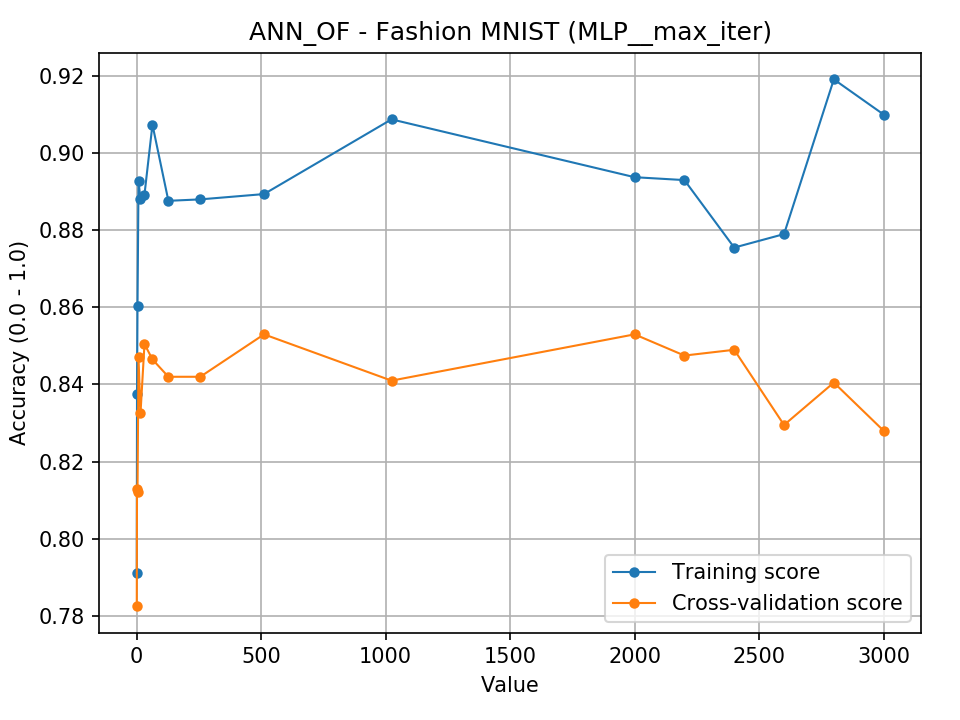 ANN_OF - Fashion MNIST (MLP__max_iter)
Accuracy (0.0 - 1.0)
0.92
0.90
0.88
0.86
0.84
0.82
0.80
0.78
Training score
Cross-validation score
0 500 1000 1500 2000 2500 3000
Value